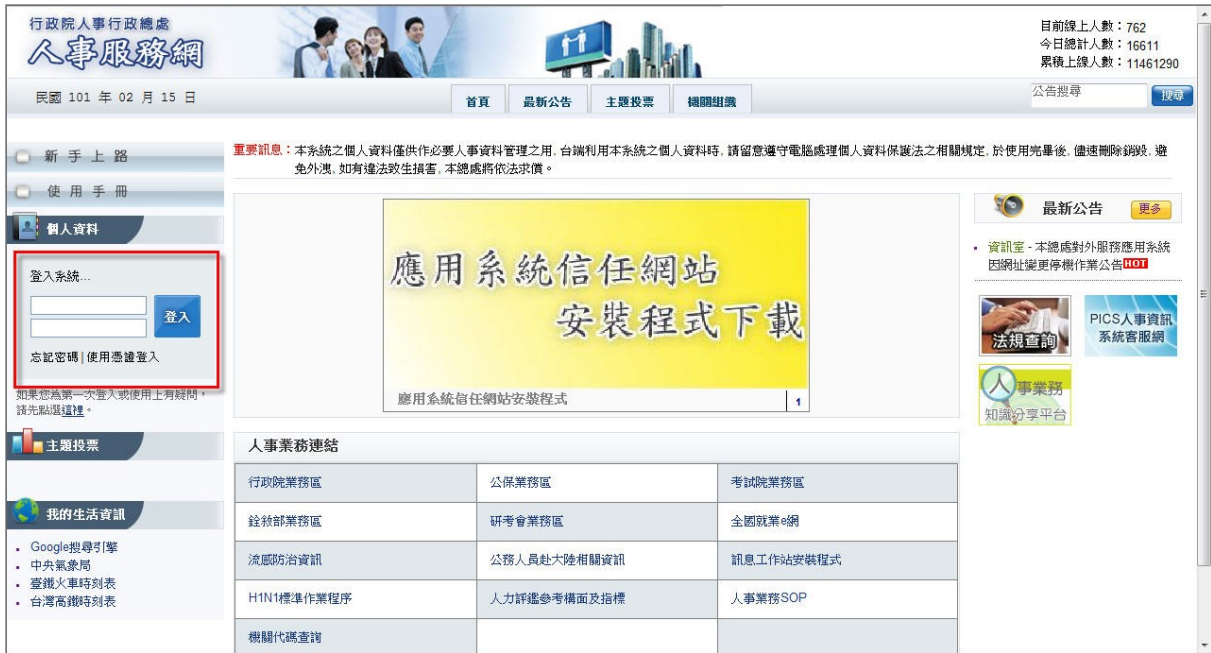 行政院人事行政總處
人事服務網
目前線上人數：762
今日總計人數：16611
累積上線人數：11461290
民國 101 年 02 月 15 日
首頁
最新公告
主題投票
機關組織
公告搜尋
搜尋
新手上路
使用手冊
個人資料
登入系統...
登入
忘記密碼|使用憑證登入
如果您為第一次登入或使用上有疑問，
請先點選這裡。
主題投票
我的生活資訊
Google搜尋引擎
中央氣象局
臺鐵火車時刻表
台灣高鐵時刻表
重要訊息：本系統之個人資料僅供作必要人事資料管理之用, 台端利用本系統之個人資料時, 請留意遵守電腦處理個人資料保護法之相關規定, 於使用完畢後, 儘速刪除銷毀, 避
免外洩, 如有違法致生損害, 本總處將依法求償。
應用系統信任網站
安裝程式下載
應用系統信任網站安裝程式
1
人事業務連結
行政院業務區
公保業務區
考試院業務區
銓敘部業務區
研考會業務區
全國就業e網
流感防治資訊
公務人員赴大陸相關資訊
訊息工作站安裝程式
H1N1標準作業程序
人力評鑑參考構面及指標
人事業務SOP
機關代碼查詢
最新公告
更多
資訊室 - 本總處對外服務應用系統
因網址變更停機作業公告HOT
法規查詢
PICS人事資訊
系統客服網
人事業務
知識分享平台